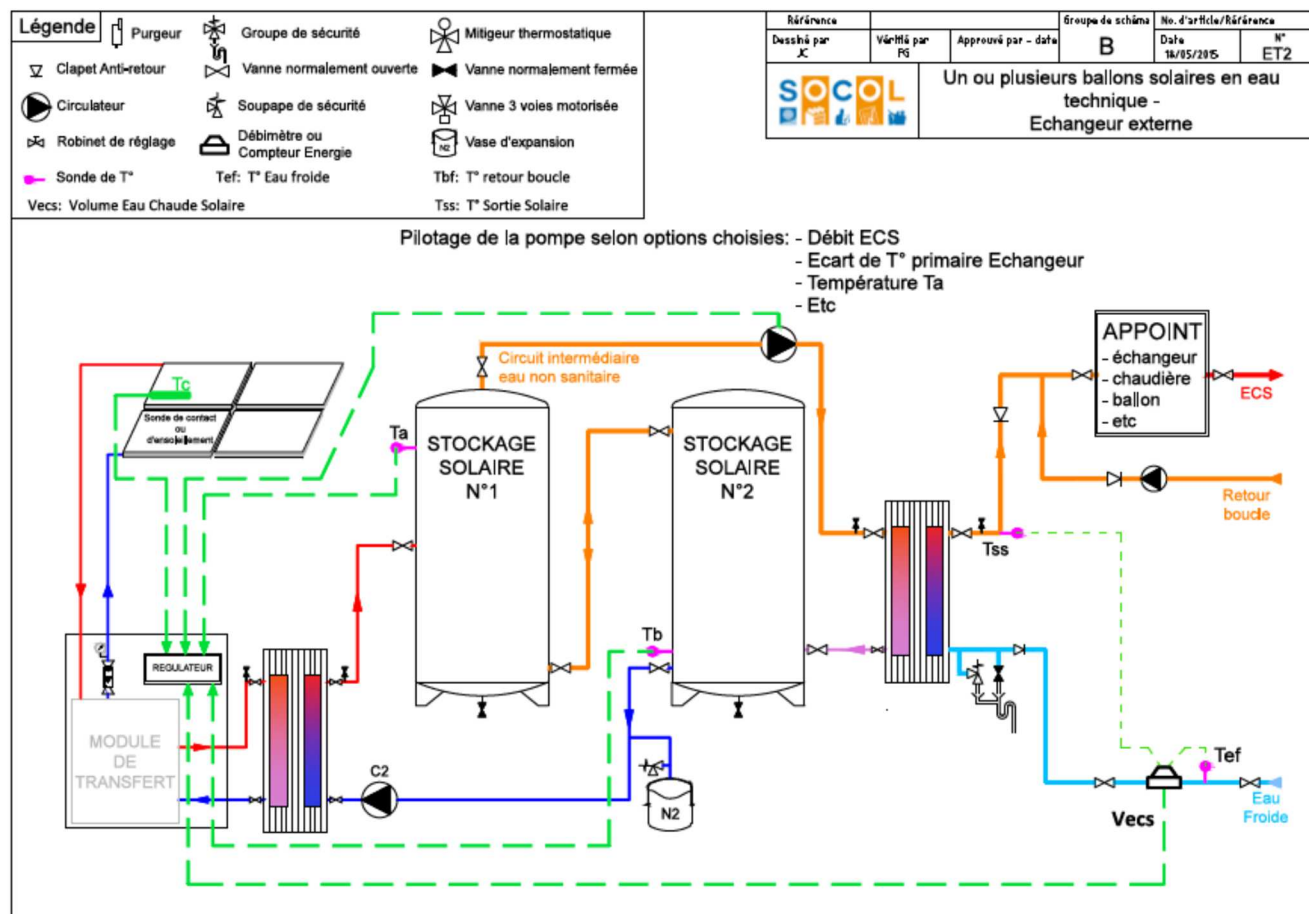 Légende
Purgeur
Groupe de sécurité
Mitigeur thermostatique
Clapet Anti-retour
Vanne normalement ouverte
Vanne normalement fermée
Circulateur
Soupape de sécurité
Vanne 3 voies motorisée
Robinet de réglage
Débimètre ou
Compteur Energie
N2
Vase d'expansion
Sonde de T°
Tef: T° Eau froide
Tbf: T° retour boucle
Vecs: Volume Eau Chaude Solaire
Tss: T° Sortie Solaire
Référence
Groupe de schéma
No. d'article/Référence
Dessiné par
JC
Vérifié par
FG
Approuvé par - date
B
Date
18/05/2015
N°
ET2
SOCOL
Un ou plusieurs ballons solaires en eau
technique -
Echangeur externe
Pilotage de la pompe selon options choisies: - Débit ECS
- Ecart de T° primaire Echangeur
- Température Ta
- Etc
Tc
Sonde de contact
ou
d'ensoleillement
Circuit intermédiaire
eau non sanitaire
APPOINT
- échangeur
- chaudière
- ballon
- etc
ECS
Ta
STOCKAGE
SOLAIRE
N°1
STOCKAGE
SOLAIRE
N°2
Retour
boucle
Tss
Tb
REGULATEUR
MODULE
DE
TRANSFERT
C2
N2
Tef
Vecs
Eau
Froide